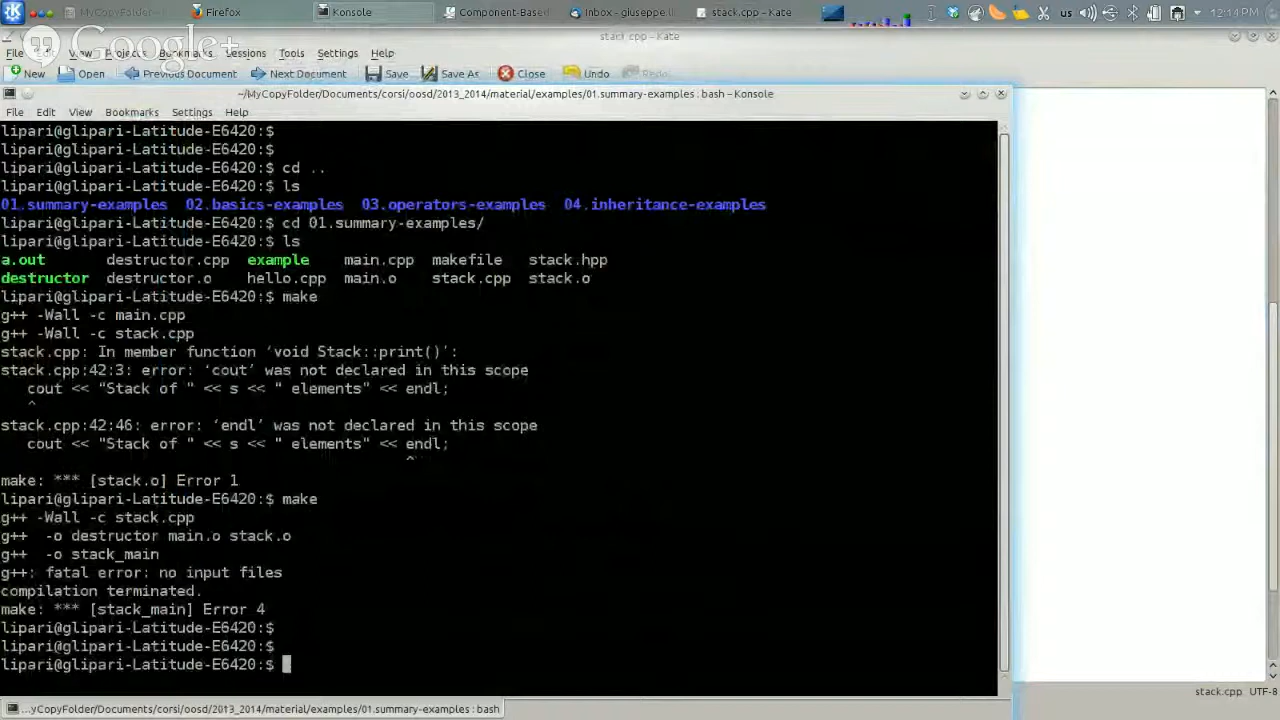 MyCopyFolder
Firefox
Konsole
Component-Based
Inbox - giuseppe.li
stack.cpp - Kate
us
12:14 PM
Google+
stack.cpp - Kate
File Edit View Projects Bookmarks Sessions Tools Settings Help
New Open Previous Document Next Document Save Save As Close Undo Redo
~/MyCopyFolder/Documents/corsi/oosd/2013_2014/material/examples/01.summary-examples : bash - Konsole
File Edit View Bookmarks Settings Help
lipari@glipari-Latitude-E6420:$
lipari@glipari-Latitude-E6420:$
lipari@glipari-Latitude-E6420:$ cd ..
lipari@glipari-Latitude-E6420:$ ls
01.summary-examples 02.basics-examples 03.operators-examples 04.inheritance-examples
lipari@glipari-Latitude-E6420:$ cd 01.summary-examples/
lipari@glipari-Latitude-E6420:$ ls
a.out destructor.cpp example main.cpp makefile stack.hpp
destructor destructor.o hello.cpp main.o stack.cpp stack.o
lipari@glipari-Latitude-E6420:$ make
g++ -Wall -c main.cpp
g++ -Wall -c stack.cpp
stack.cpp: In member function ‘void Stack::print()’:
stack.cpp:42:3: error: ‘cout’ was not declared in this scope
cout << "Stack of " << s << " elements" << endl;
^
stack.cpp:42:46: error: ‘endl’ was not declared in this scope
cout << "Stack of " << s << " elements" << endl;
^
make: *** [stack.o] Error 1
lipari@glipari-Latitude-E6420:$ make
g++ -Wall -c stack.cpp
g++ -o destructor main.o stack.o
g++ -o stack_main
g++: fatal error: no input files
compilation terminated.
make: *** [stack_main] Error 4
lipari@glipari-Latitude-E6420:$
lipari@glipari-Latitude-E6420:$
lipari@glipari-Latitude-E6420:$
stack.cpp UTF-8
...yCopyFolder/Documents/corsi/oosd/2013_2014/material/examples/01.summary-examples : bash